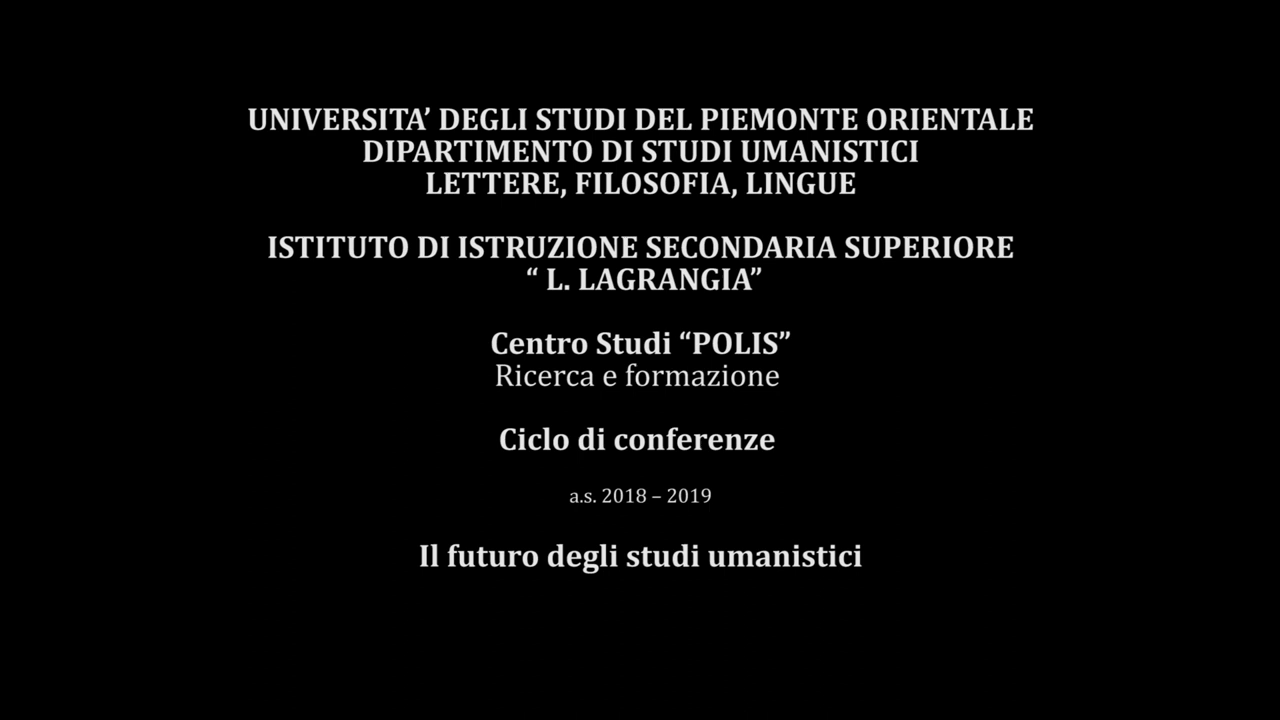 UNIVERSITA’ DEGLI STUDI DEL PIEMONTE ORIENTALE
DIPARTIMENTO DI STUDI UMANISTICI
LETTERE, FILOSOFIA, LINGUE
ISTITUTO DI ISTRUZIONE SECONDARIA SUPERIORE
“ L. LAGRANGIA”
Centro Studi “POLIS”
Ricerca e formazione
Ciclo di conferenze
a.s. 2018 – 2019
Il futuro degli studi umanistici